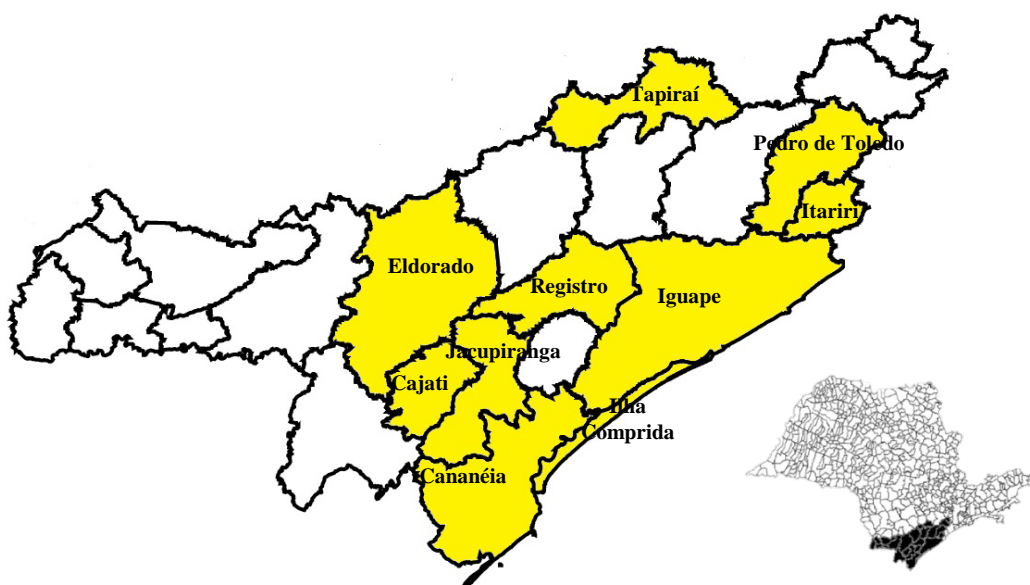 Tapiraí
Pedro de Toledo
Itariri
Eldorado
Registro
Iguape
Jacupiranga
Cajati
Ilha
Comprida
Cananéia